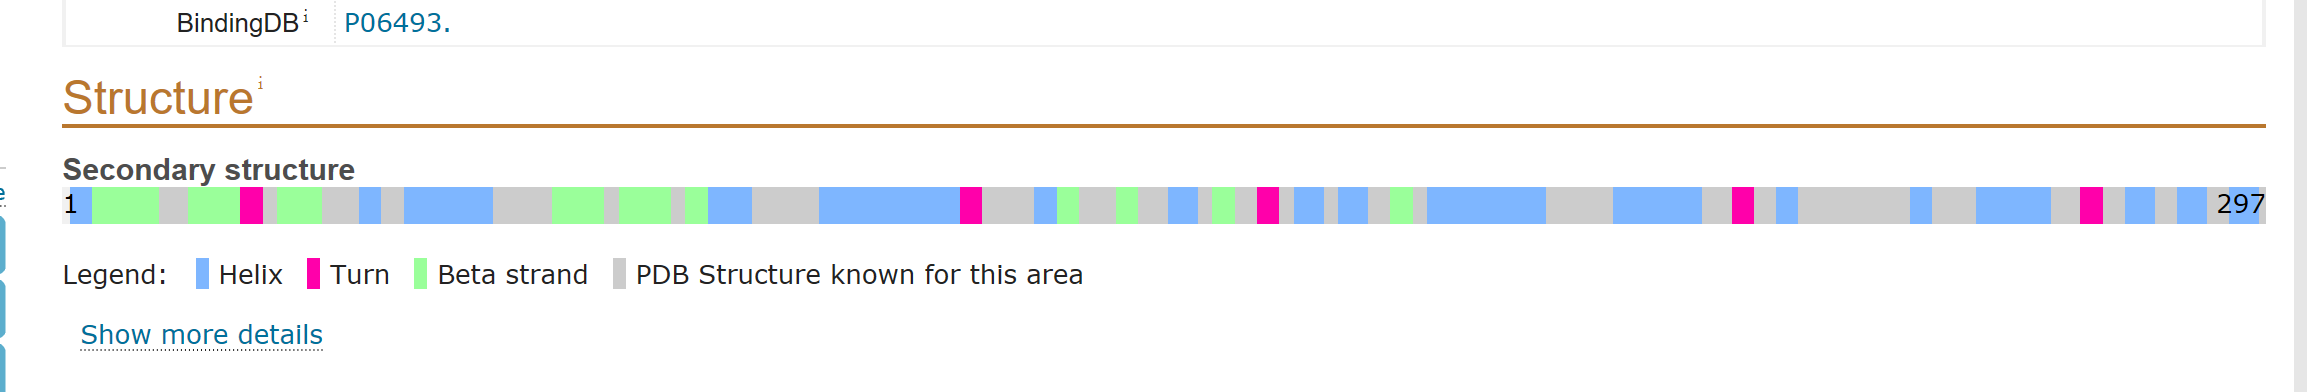 BindingDB i P06493.
Structure i
Secondary structure
1 297
Legend: Helix Turn Beta strand PDB Structure known for this area
Show more details